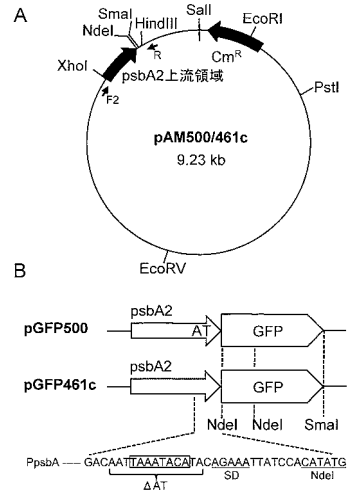 A
SmaI
NdeI
HindIII
SalI
EcoRI
XhoI
R
CmR
psbA2上流領域
F2
PstI
pAM500/461c
9.23 kb
EcoRV
B
psbA2
pGFP500
AT
GFP
psbA2
pGFP461c
GFP
NdeI NdeI SmaI
PpsbA ---- GACAATTAAATACATACAGAAATTATCCACATATG
SD NdeI
ΔAT